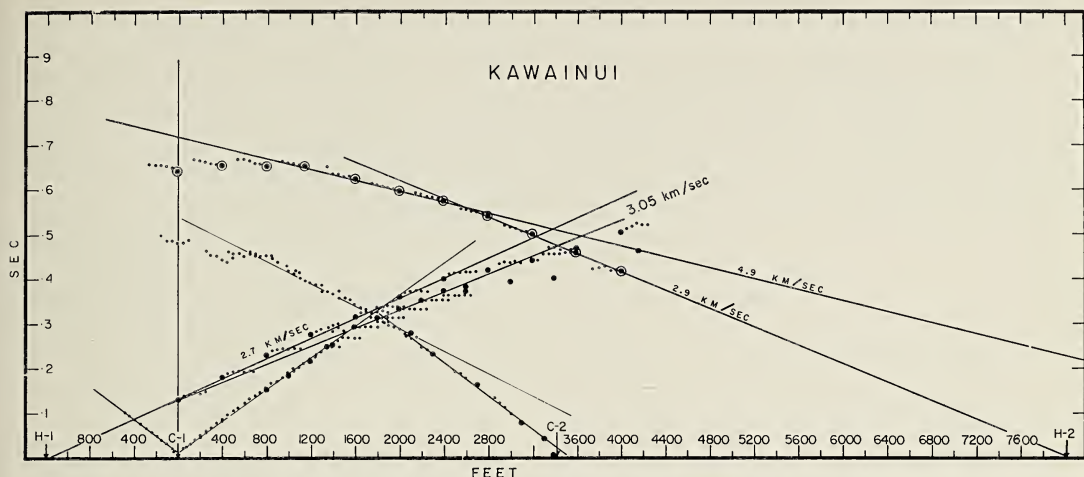 KAWAINUI
.9
.8
.7
.6
.5
.4
.3
.2
.1
SEC
3.05 km/sec
4.9 KM/SEC
2.9 KM/SEC
2.7 KM/SEC
H-1 800 400 C-1 400 800 1200 1600 2000 2400 2800 C-2 3600 4000 4400 4800 5200 5600 6000 6400 6800 7200 7600 H-2
FEET